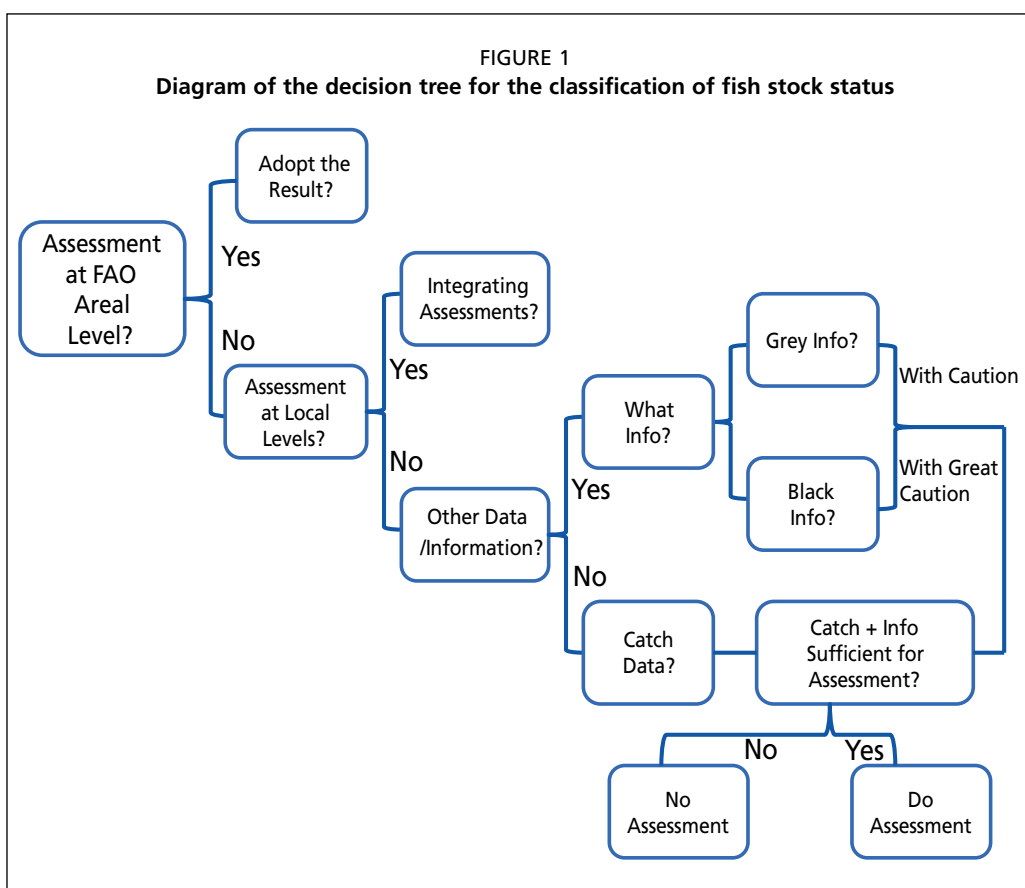 FIGURE 1
Diagram of the decision tree for the classification of fish stock status
Adopt the
Result?
Assessment
at FAO
Areal
Level?
Yes
No
Integrating
Assessments?
Assessment
at Local
Levels?
Yes
No
Grey Info?
With Caution
What
Info?
Black
Info?
With Great
Caution
Other Data
/Information?
Yes
No
Catch
Data?
Catch + Info
Sufficient for
Assessment?
No
Yes
No
Assessment
Do
Assessment